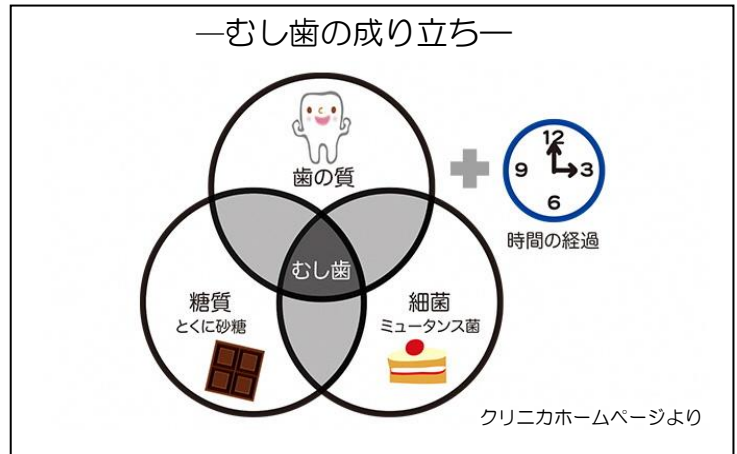 ―むし歯の成り立ち―
歯の質
12
9
3
6
時間の経過
むし歯
糖質
とくに砂糖
細菌
ミュータンス菌
クリニカホームページより